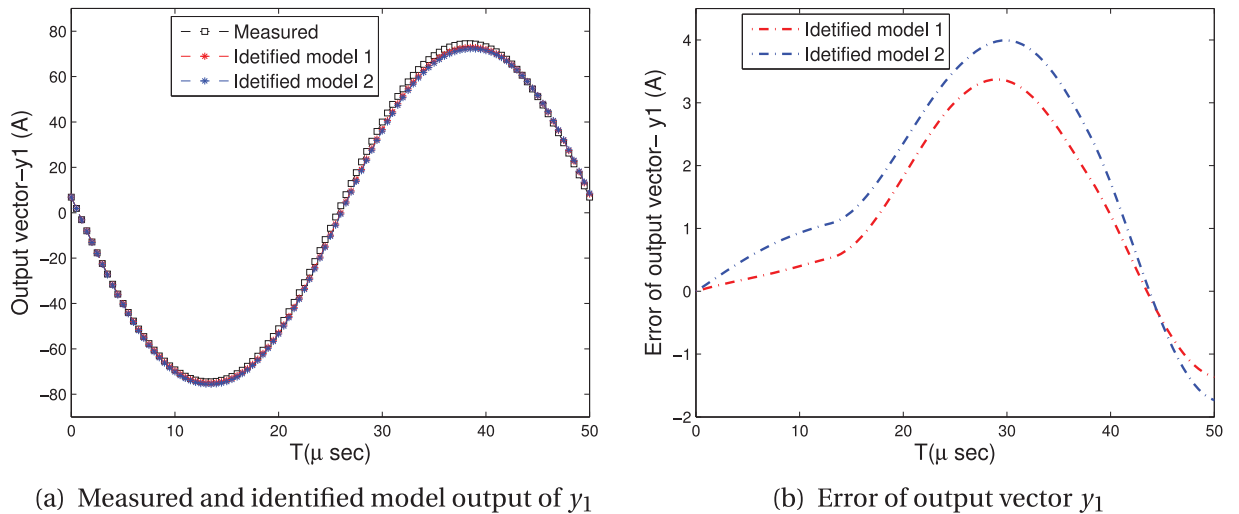 Measured
Idetified model 1
Idetified model 2
Output vector−y1 (A)
80
60
40
20
0
−20
−40
−60
−80
0 10 20 30 40 50
T(μ sec)
(a) Measured and identified model output of y1
Idetified model 1
Idetified model 2
Error of output vector− y1 (A)
4
3
2
1
0
−1
−2
0 10 20 30 40 50
T(μ sec)
(b) Error of output vector y1